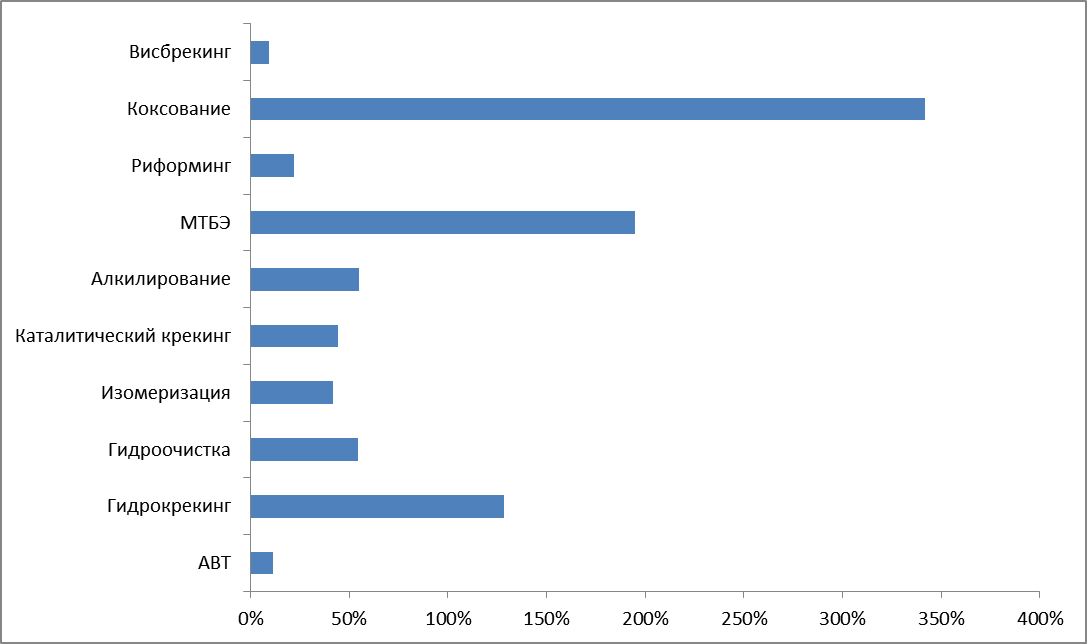 Висбрекинг
Коксование
Риформинг
МТБЭ
Алкилирование
Каталитический крекинг
Изомеризация
Гидроочистка
Гидрокрекинг
АВТ
0% 50% 100% 150% 200% 250% 300% 350% 400%